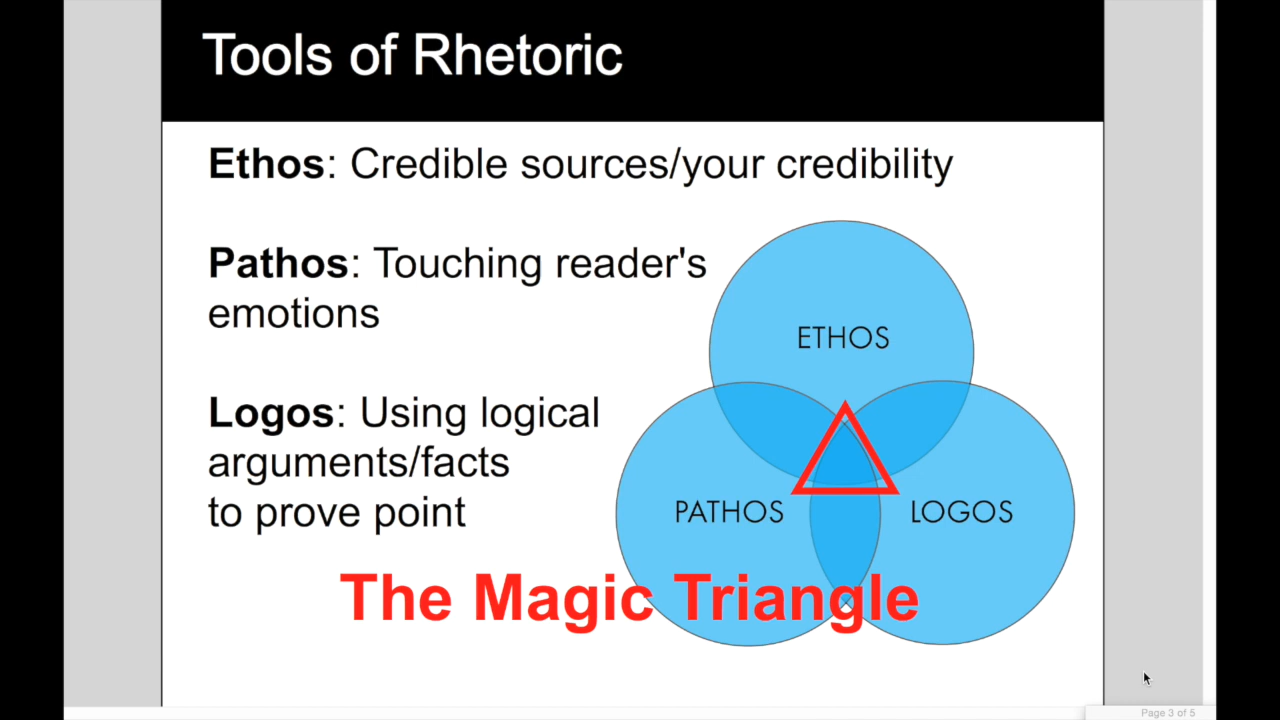 Tools of Rhetoric
Ethos: Credible sources/your credibility
Pathos: Touching reader's
emotions
Logos: Using logical
arguments/facts
to prove point
ETHOS
PATHOS
LOGOS
The Magic Triangle
Page 3 of 5